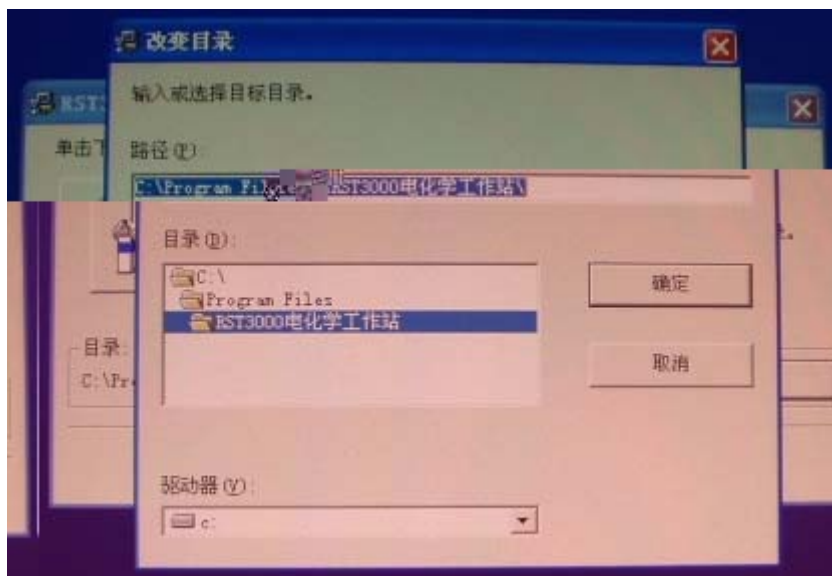 改变目录
RST
输入或选择目标目录。
单击下
路径(P):
C:\Program Files RST3000电化学工作站\
目录(D):
C:\
Program Files
RST3000电化学工作站
确定
取消
目录:
C:\Pr
驱动器(V):
c: